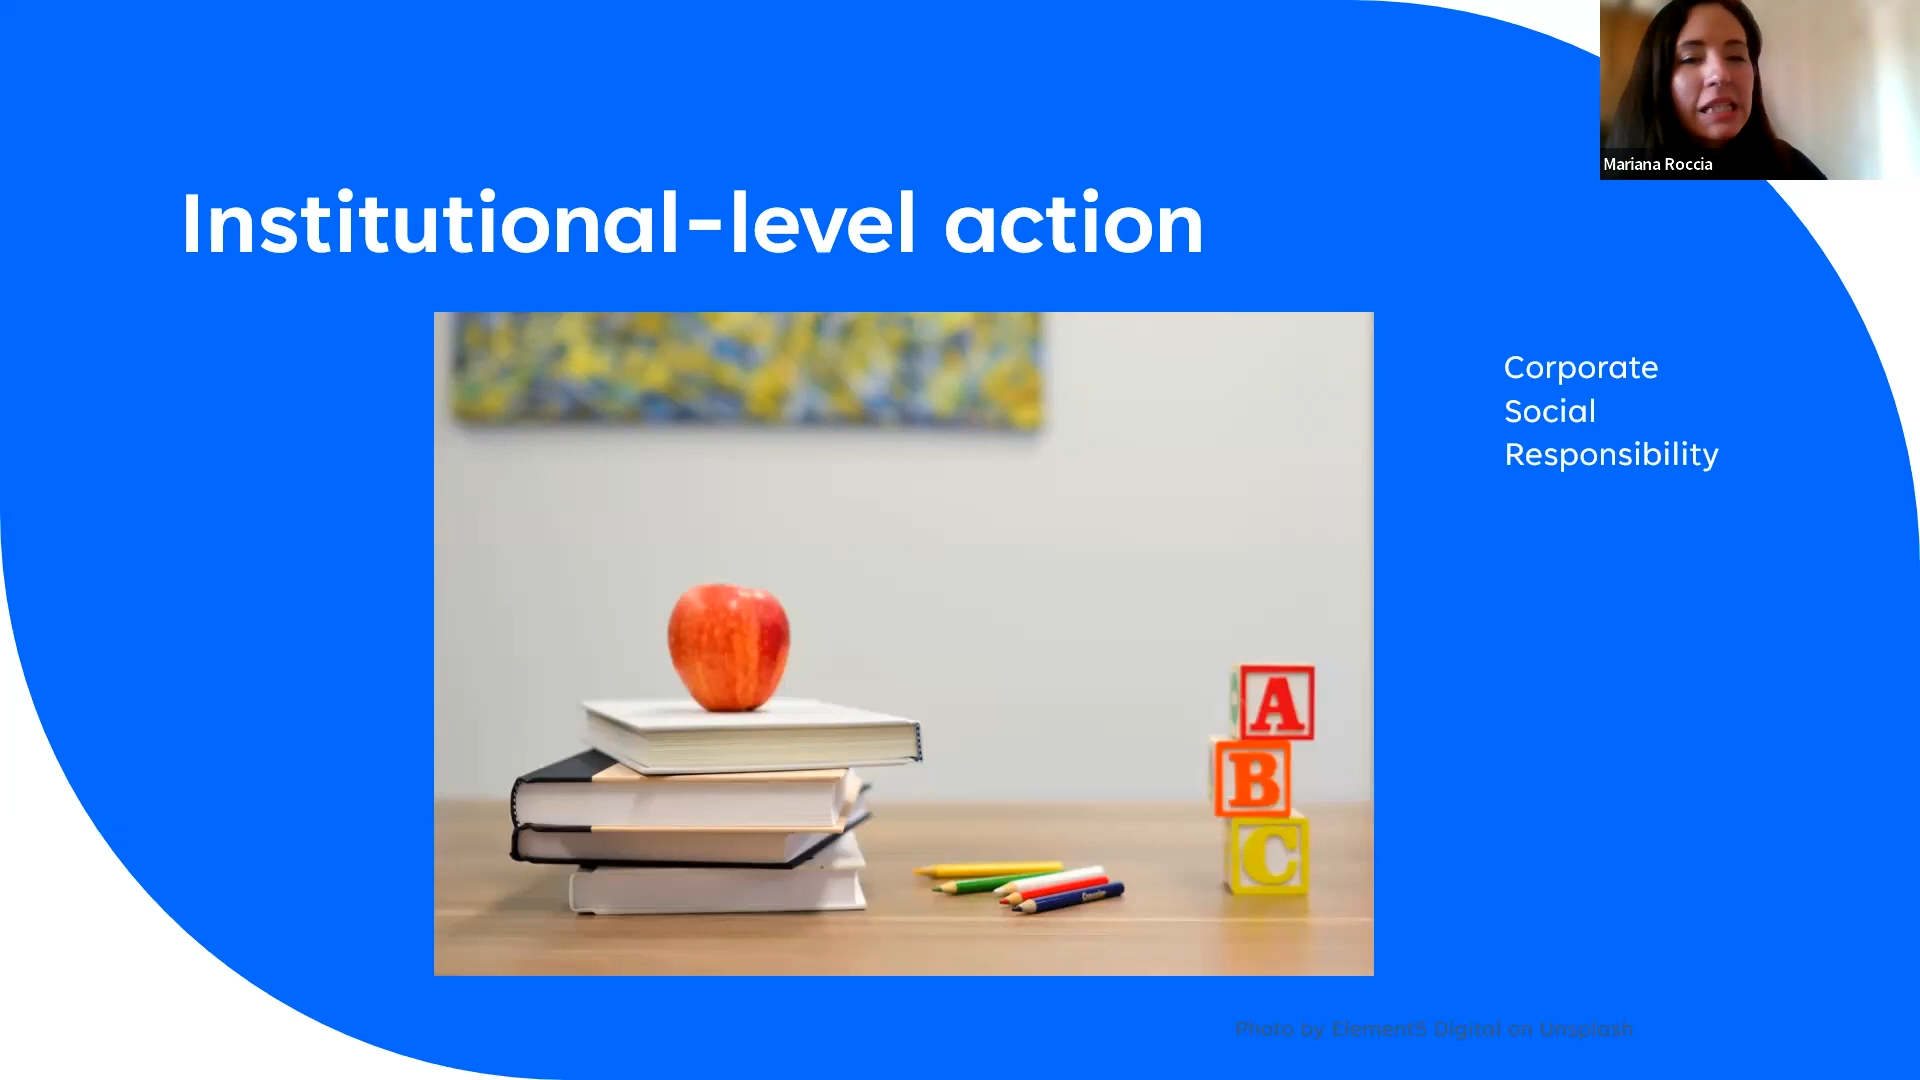 Mariana Roccia
Institutional-level action
Corporate
Social
Responsibility
A
B
C
Photo by Element5 Digital on Unsplash